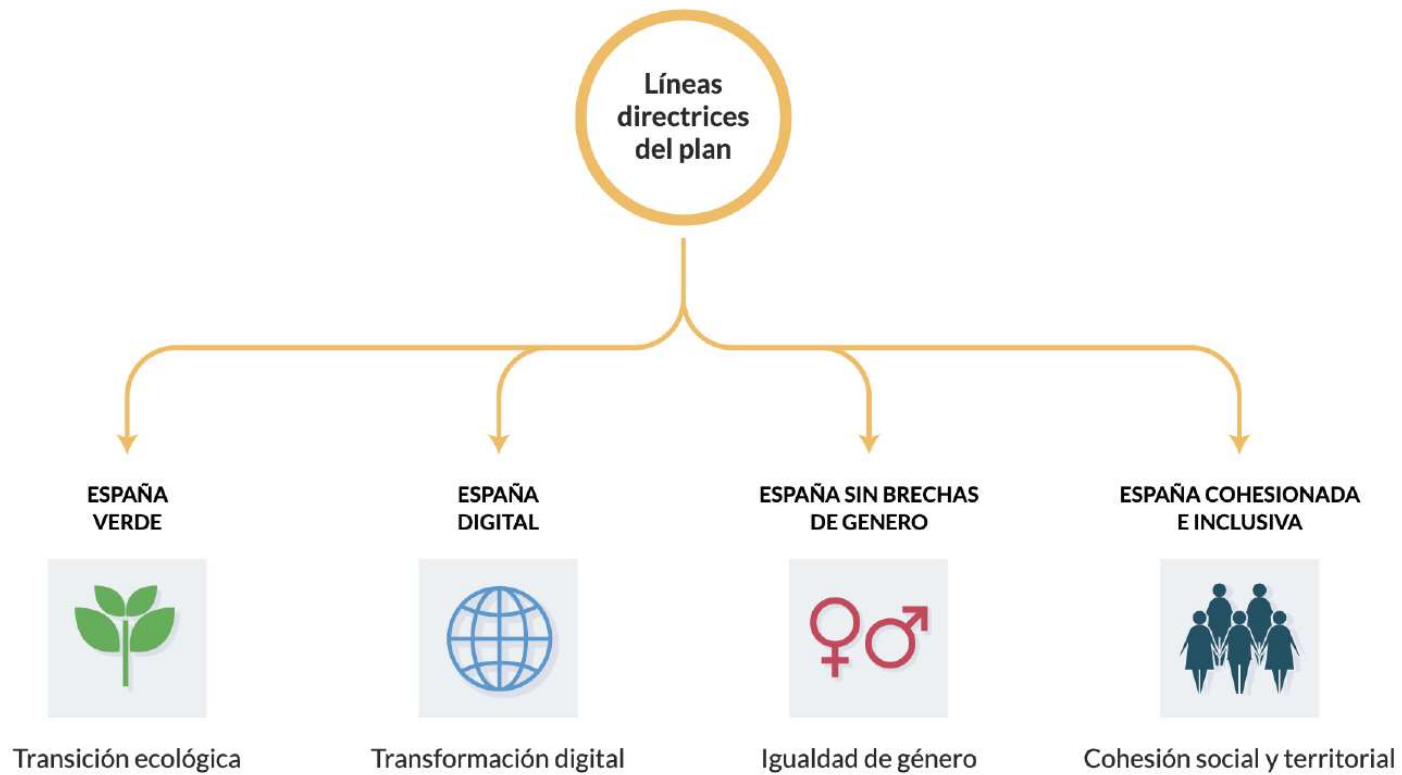 Líneas
directrices
del plan
ESPAÑA
VERDE
ESPAÑA
DIGITAL
ESPAÑA SIN BRECHAS
DE GENERO
ESPAÑA COHESIONADA
E INCLUSIVA
Transición ecológica
Transformación digital
Igualdad de género
Cohesión social y territorial